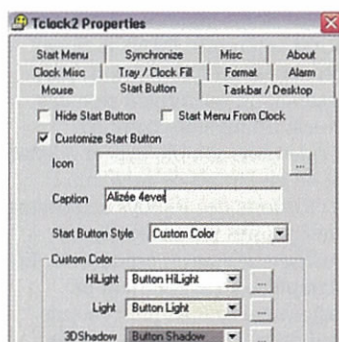 Tclock2 Properties
Start Menu Synchronize Misc About
Clock Misc Tray / Clock Fill Format Alarm
Mouse Start Button Taskbar / Desktop
Hide Start Button Start Menu From Clock
Customize Start Button
Icon ...
Caption Alizée 4ever
Start Button Style Custom Color
Custom Color
HiLight Button HiLight ...
Light Button Light ...
3DShadow Button Shadow ...